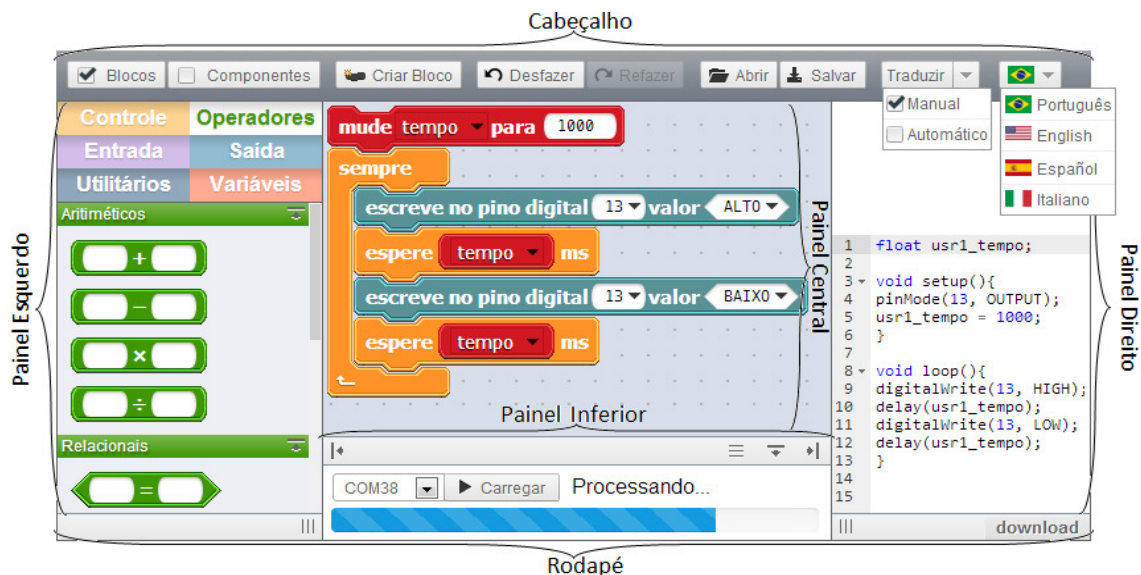 Cabeçalho
Blocos Componentes Criar Bloco Desfazer Refazer Abrir Salvar Traduzir
Manual
Automático
Português
English
Español
Italiano
Painel Esquerdo
Controle Operadores
Entrada Saída
Utilitários Variáveis
Aritiméticos
+
−
×
÷
Relacionais
=
mude tempo para 1000
sempre
escreve no pino digital 13 valor ALTO
espere tempo ms
escreve no pino digital 13 valor BAIXO
espere tempo ms
Painel Central
Painel Inferior
COM38 Carregar Processando...
1 float usr1_tempo;
2
3 void setup(){
4 pinMode(13, OUTPUT);
5 usr1_tempo = 1000;
6 }
7
8 void loop(){
9 digitalWrite(13, HIGH);
10 delay(usr1_tempo);
11 digitalWrite(13, LOW);
12 delay(usr1_tempo);
13 }
14
15
download
Painel Direito
Rodapé